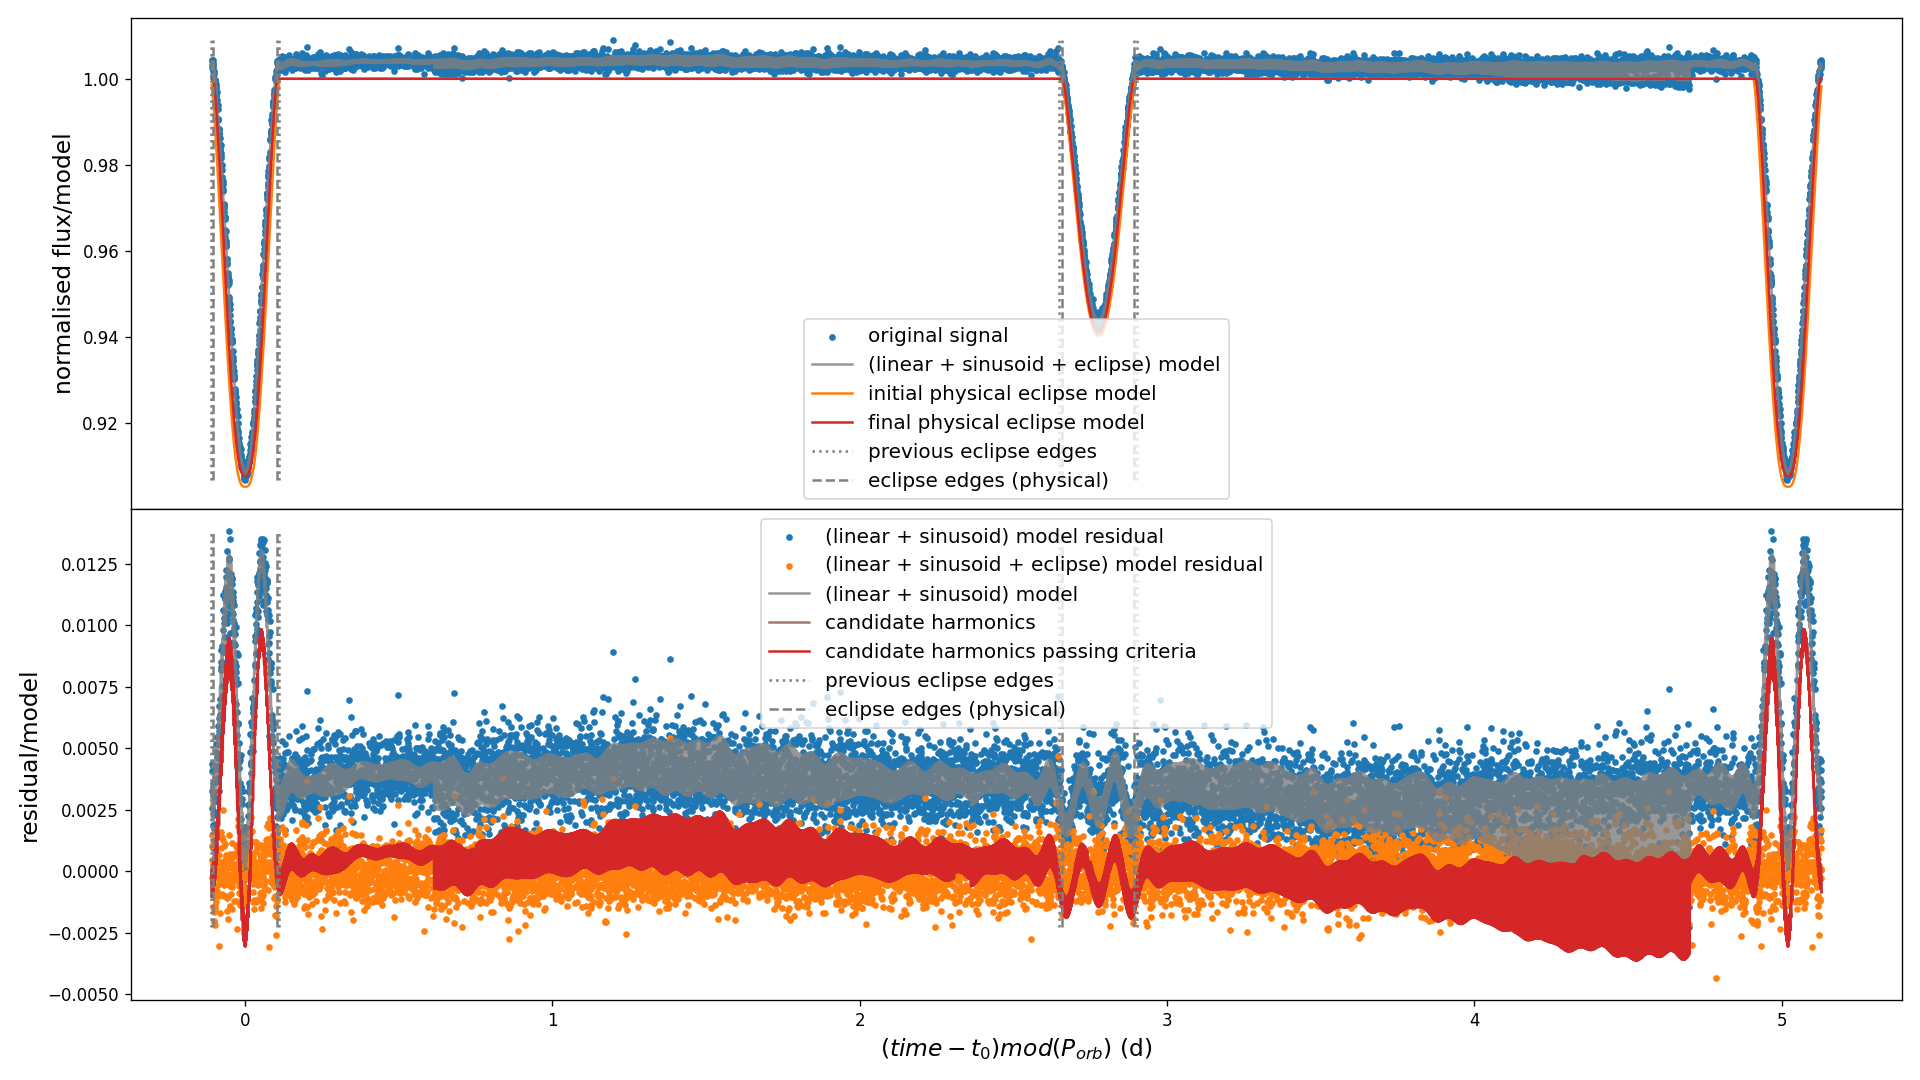 normalised flux/model
1.00
0.98
0.96
0.94
0.92
original signal
(linear + sinusoid + eclipse) model
initial physical eclipse model
final physical eclipse model
previous eclipse edges
eclipse edges (physical)
residual/model
0.0125
0.0100
0.0075
0.0050
0.0025
0.0000
−0.0025
−0.0050
(linear + sinusoid) model residual
(linear + sinusoid + eclipse) model residual
(linear + sinusoid) model
candidate harmonics
candidate harmonics passing criteria
previous eclipse edges
eclipse edges (physical)
0 1 2 3 4 5
(time − t₀)mod(Pₒᵣb) (d)